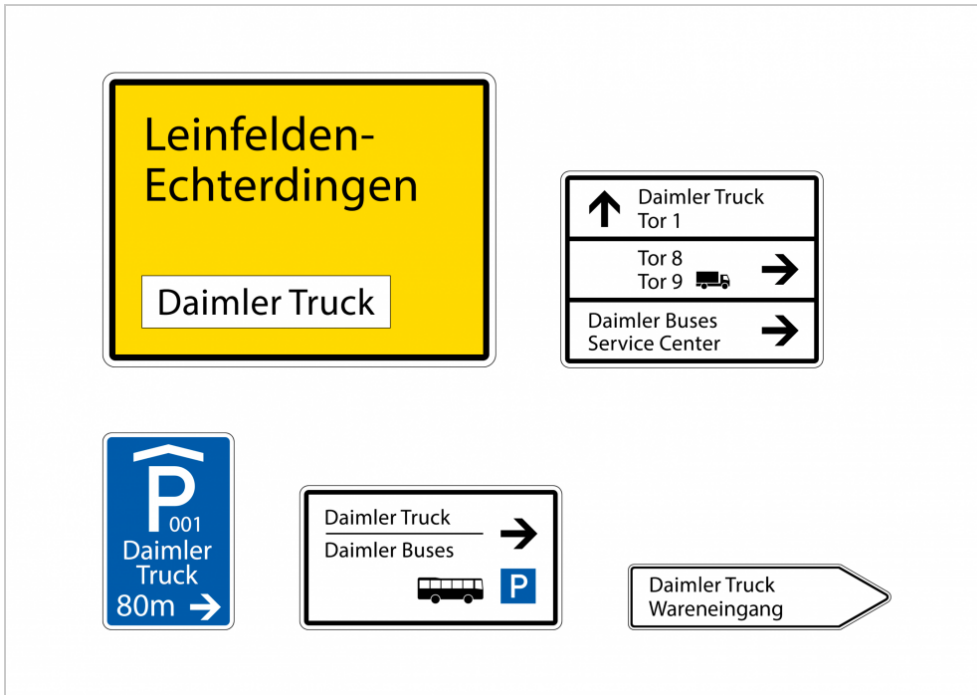 Leinfelden-
Echterdingen
Daimler Truck
Daimler Truck
Tor 1
Tor 8
Tor 9
Daimler Buses
Service Center
P
001
Daimler
Truck
80m
Daimler Truck
Daimler Buses
P
Daimler Truck
Wareneingang